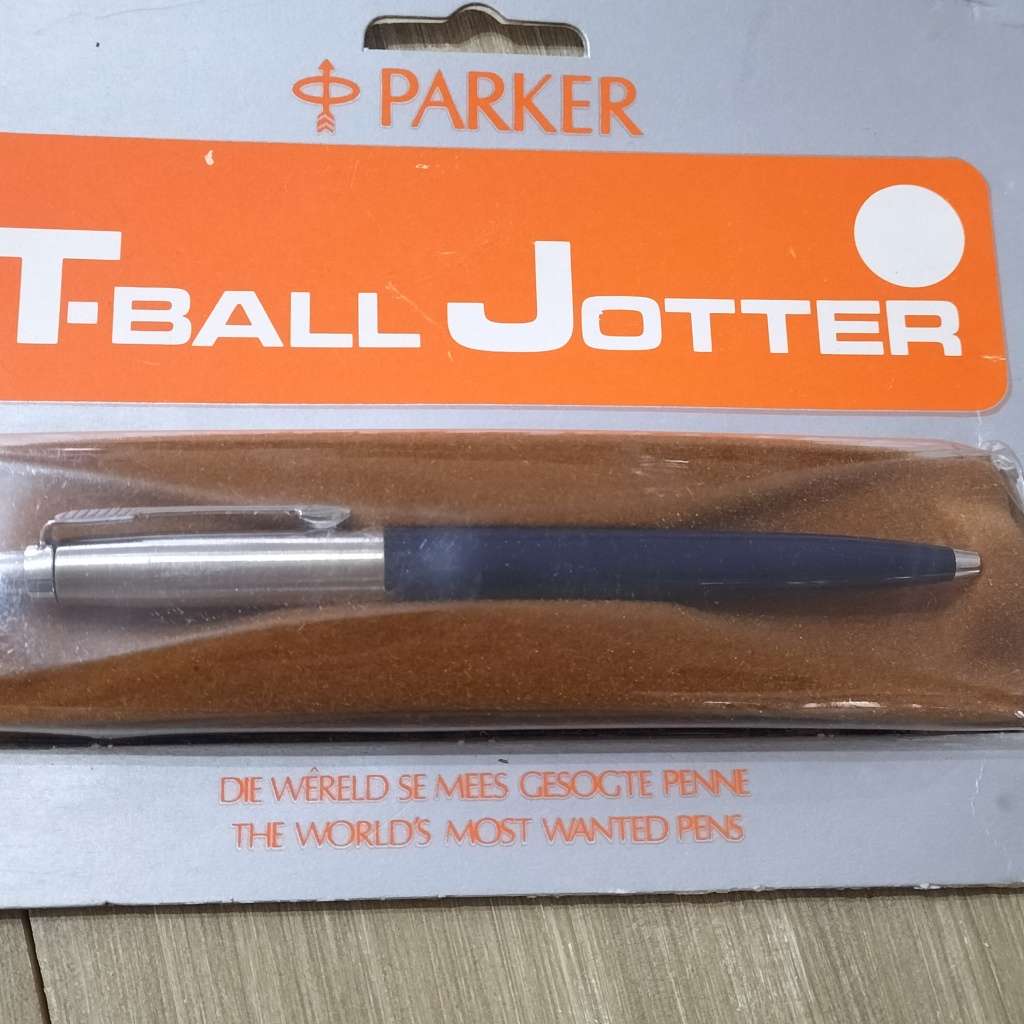 PARKER
T-BALL JOTTER
DIE WÊRELD SE MEES GESOGTE PENNE
THE WORLD'S MOST WANTED PENS